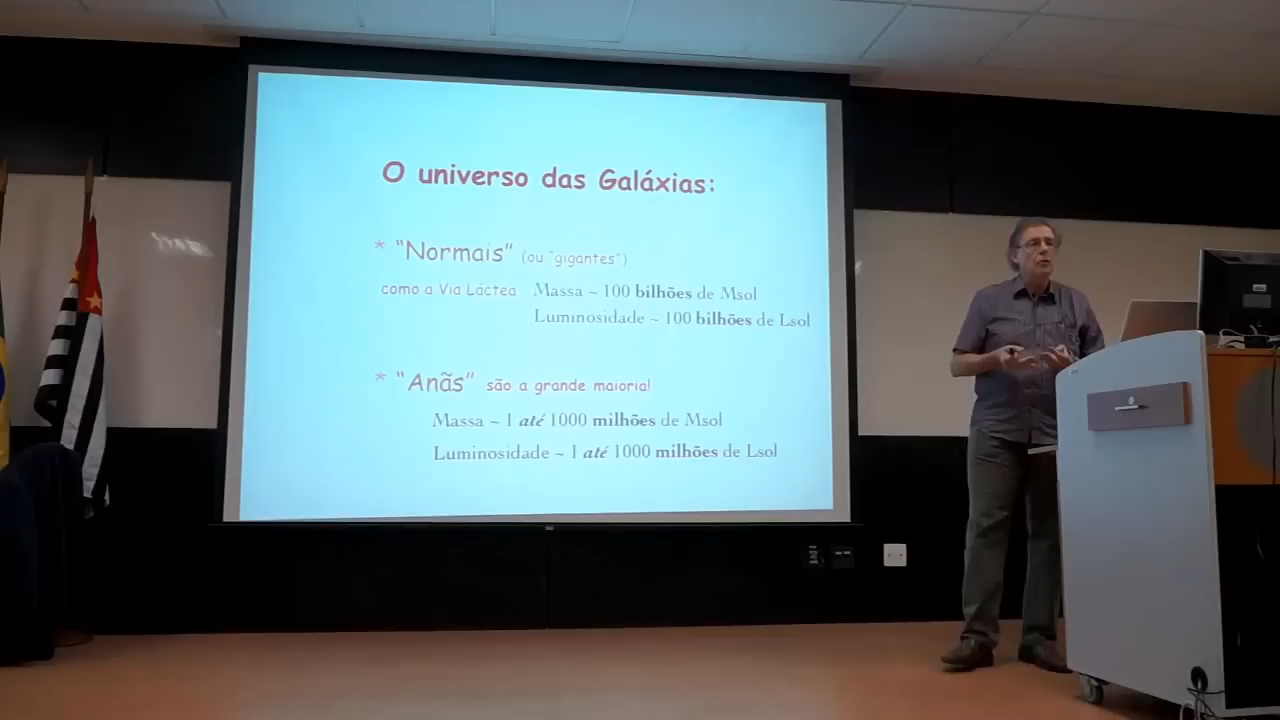 O universo das Galáxias:
* "Normais" (ou "gigantes")
como a Via Láctea Massa ~ 100 bilhões de Msol
Luminosidade ~ 100 bilhões de Lsol
* "Anãs" são a grande maioria!
Massa ~ 1 até 1000 milhões de Msol
Luminosidade ~ 1 até 1000 milhões de Lsol